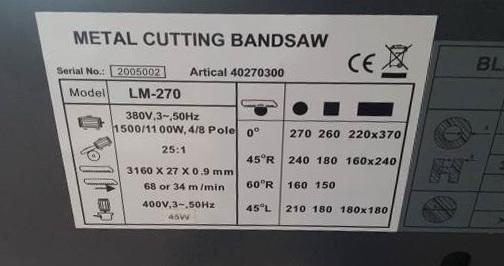 METAL CUTTING BANDSAW
Serial No.: 2005002 Artical 40270300 CE
Model LM-270
380V,3~,50Hz
1500/1100W, 4/8 Pole
25:1
3160 X 27 X 0.9 mm
68 or 34 m/min
400V,3~,50Hz
45W
0° 270 260 220x370
45°R 240 180 160x240
60°R 160 150
45°L 210 180 180x180
BL